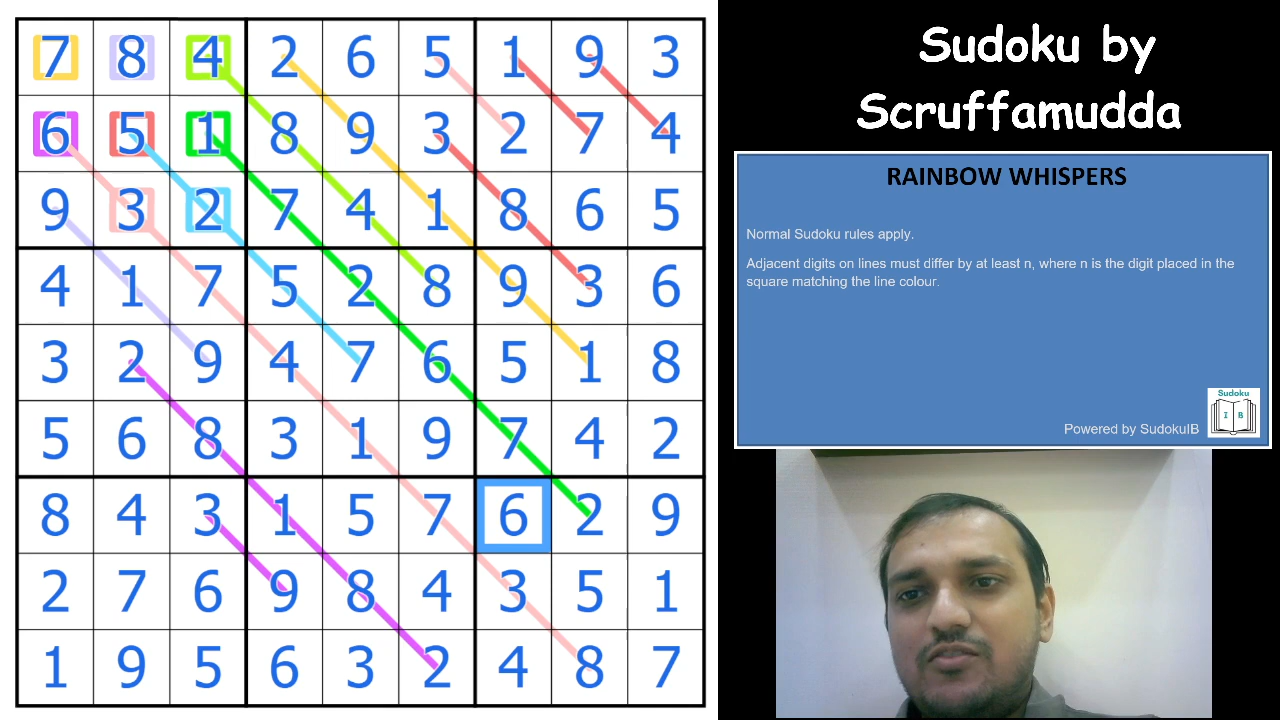 7 8 4 2 6 5 1 9 3
6 5 1 8 9 3 2 7 4
9 3 2 7 4 1 8 6 5
4 1 7 5 2 8 9 3 6
3 2 9 4 7 6 5 1 8
5 6 8 3 1 9 7 4 2
8 4 3 1 5 7 6 2 9
2 7 6 9 8 4 3 5 1
1 9 5 6 3 2 4 8 7
Sudoku by
Scruffamudda
RAINBOW WHISPERS
Normal Sudoku rules apply.
Adjacent digits on lines must differ by at least n, where n is the digit placed in the
square matching the line colour.
Powered by SudokuIB
Sudoku
I B